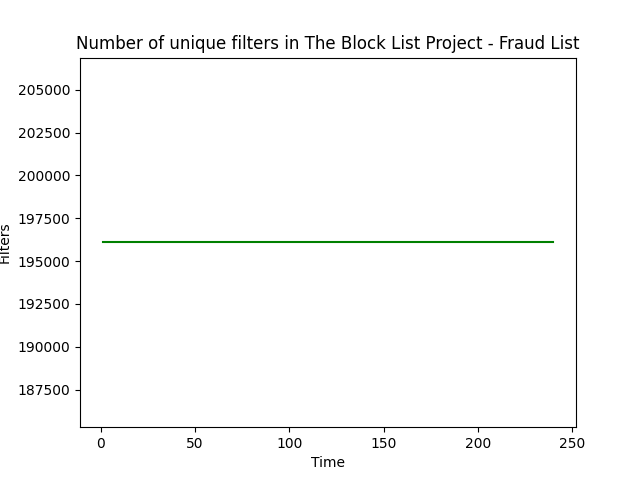 Number of unique filters in The Block List Project - Fraud List
205000
202500
200000
197500
195000
192500
190000
187500
Filters
0 50 100 150 200 250
Time